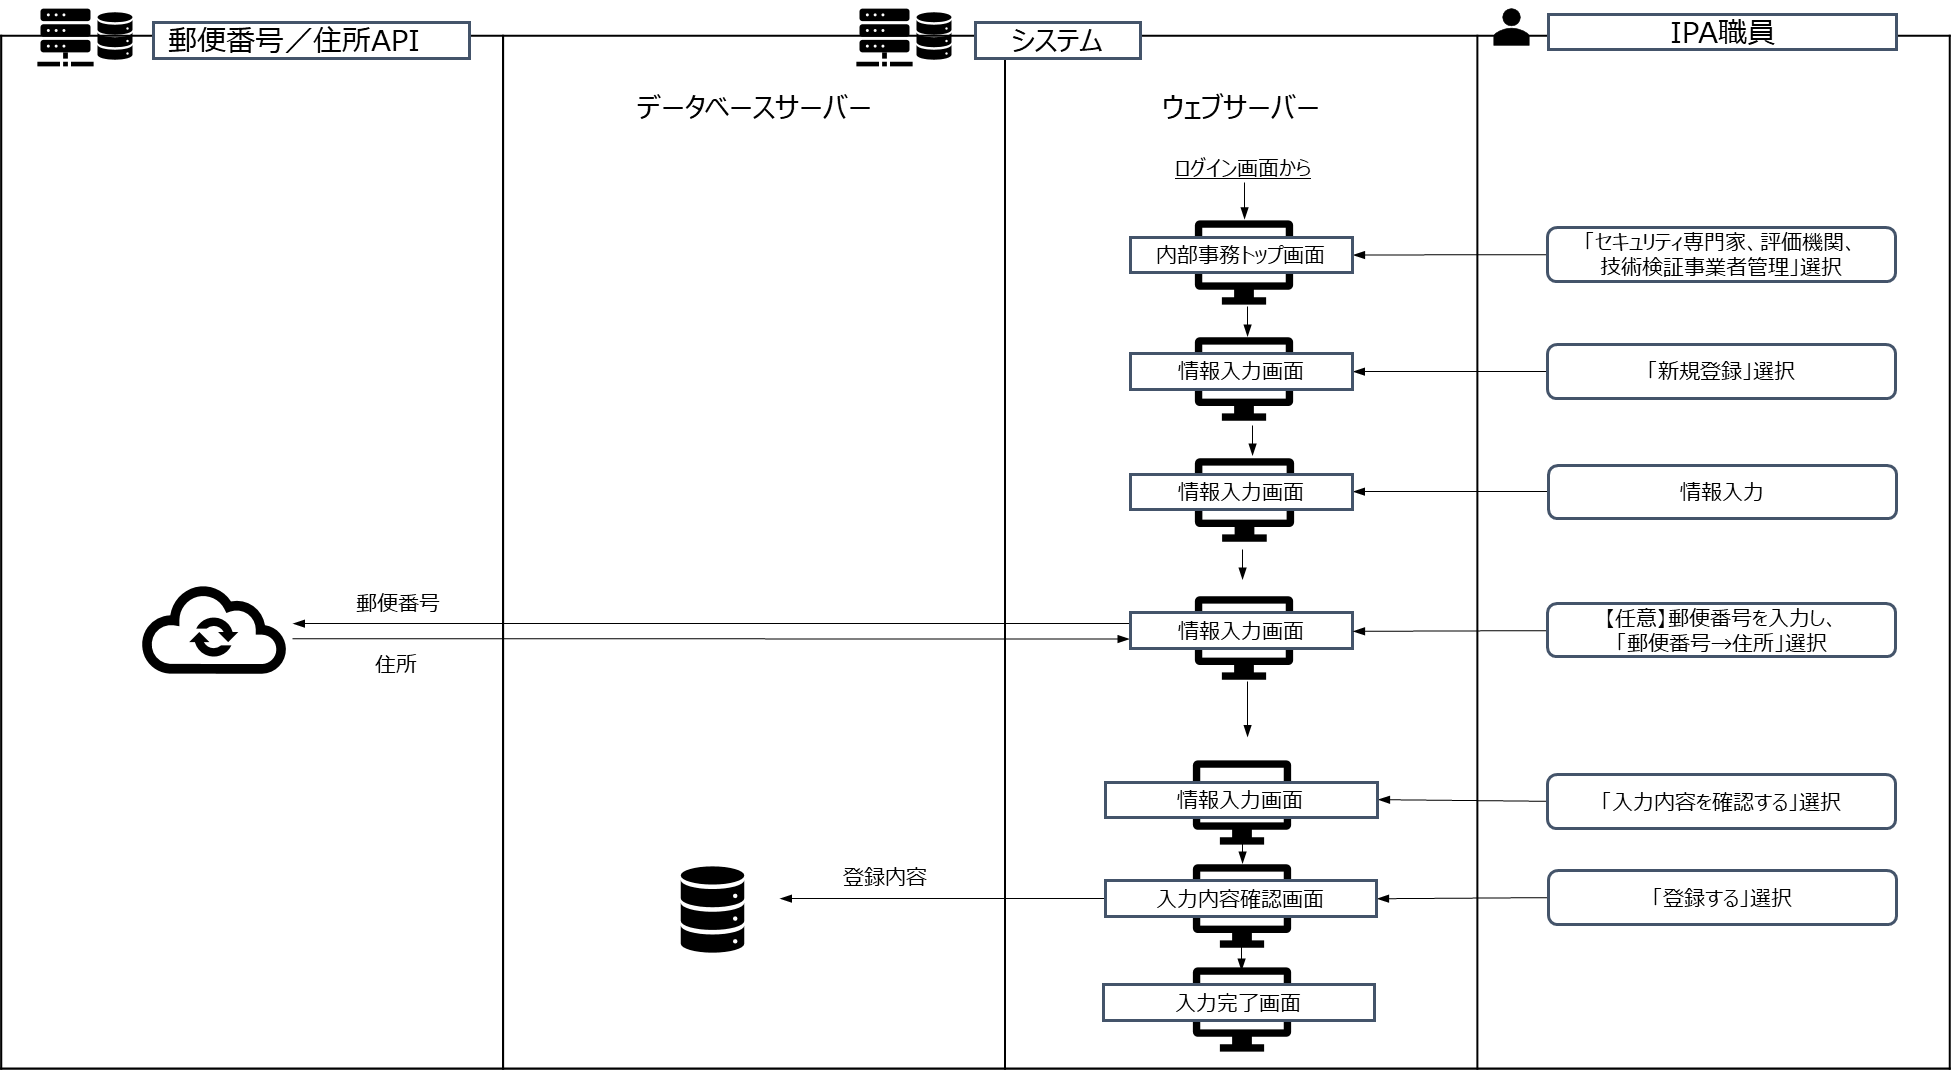 郵便番号／住所API
システム
IPA職員
データベースサーバー
ウェブサーバー
ログイン画面から
内部事務トップ画面
「セキュリティ専門家、評価機関、
技術検証事業者管理」選択
情報入力画面
「新規登録」選択
情報入力画面
情報入力
郵便番号
住所
情報入力画面
【任意】郵便番号を入力し、
「郵便番号→住所」選択
情報入力画面
「入力内容を確認する」選択
登録内容
入力内容確認画面
「登録する」選択
入力完了画面